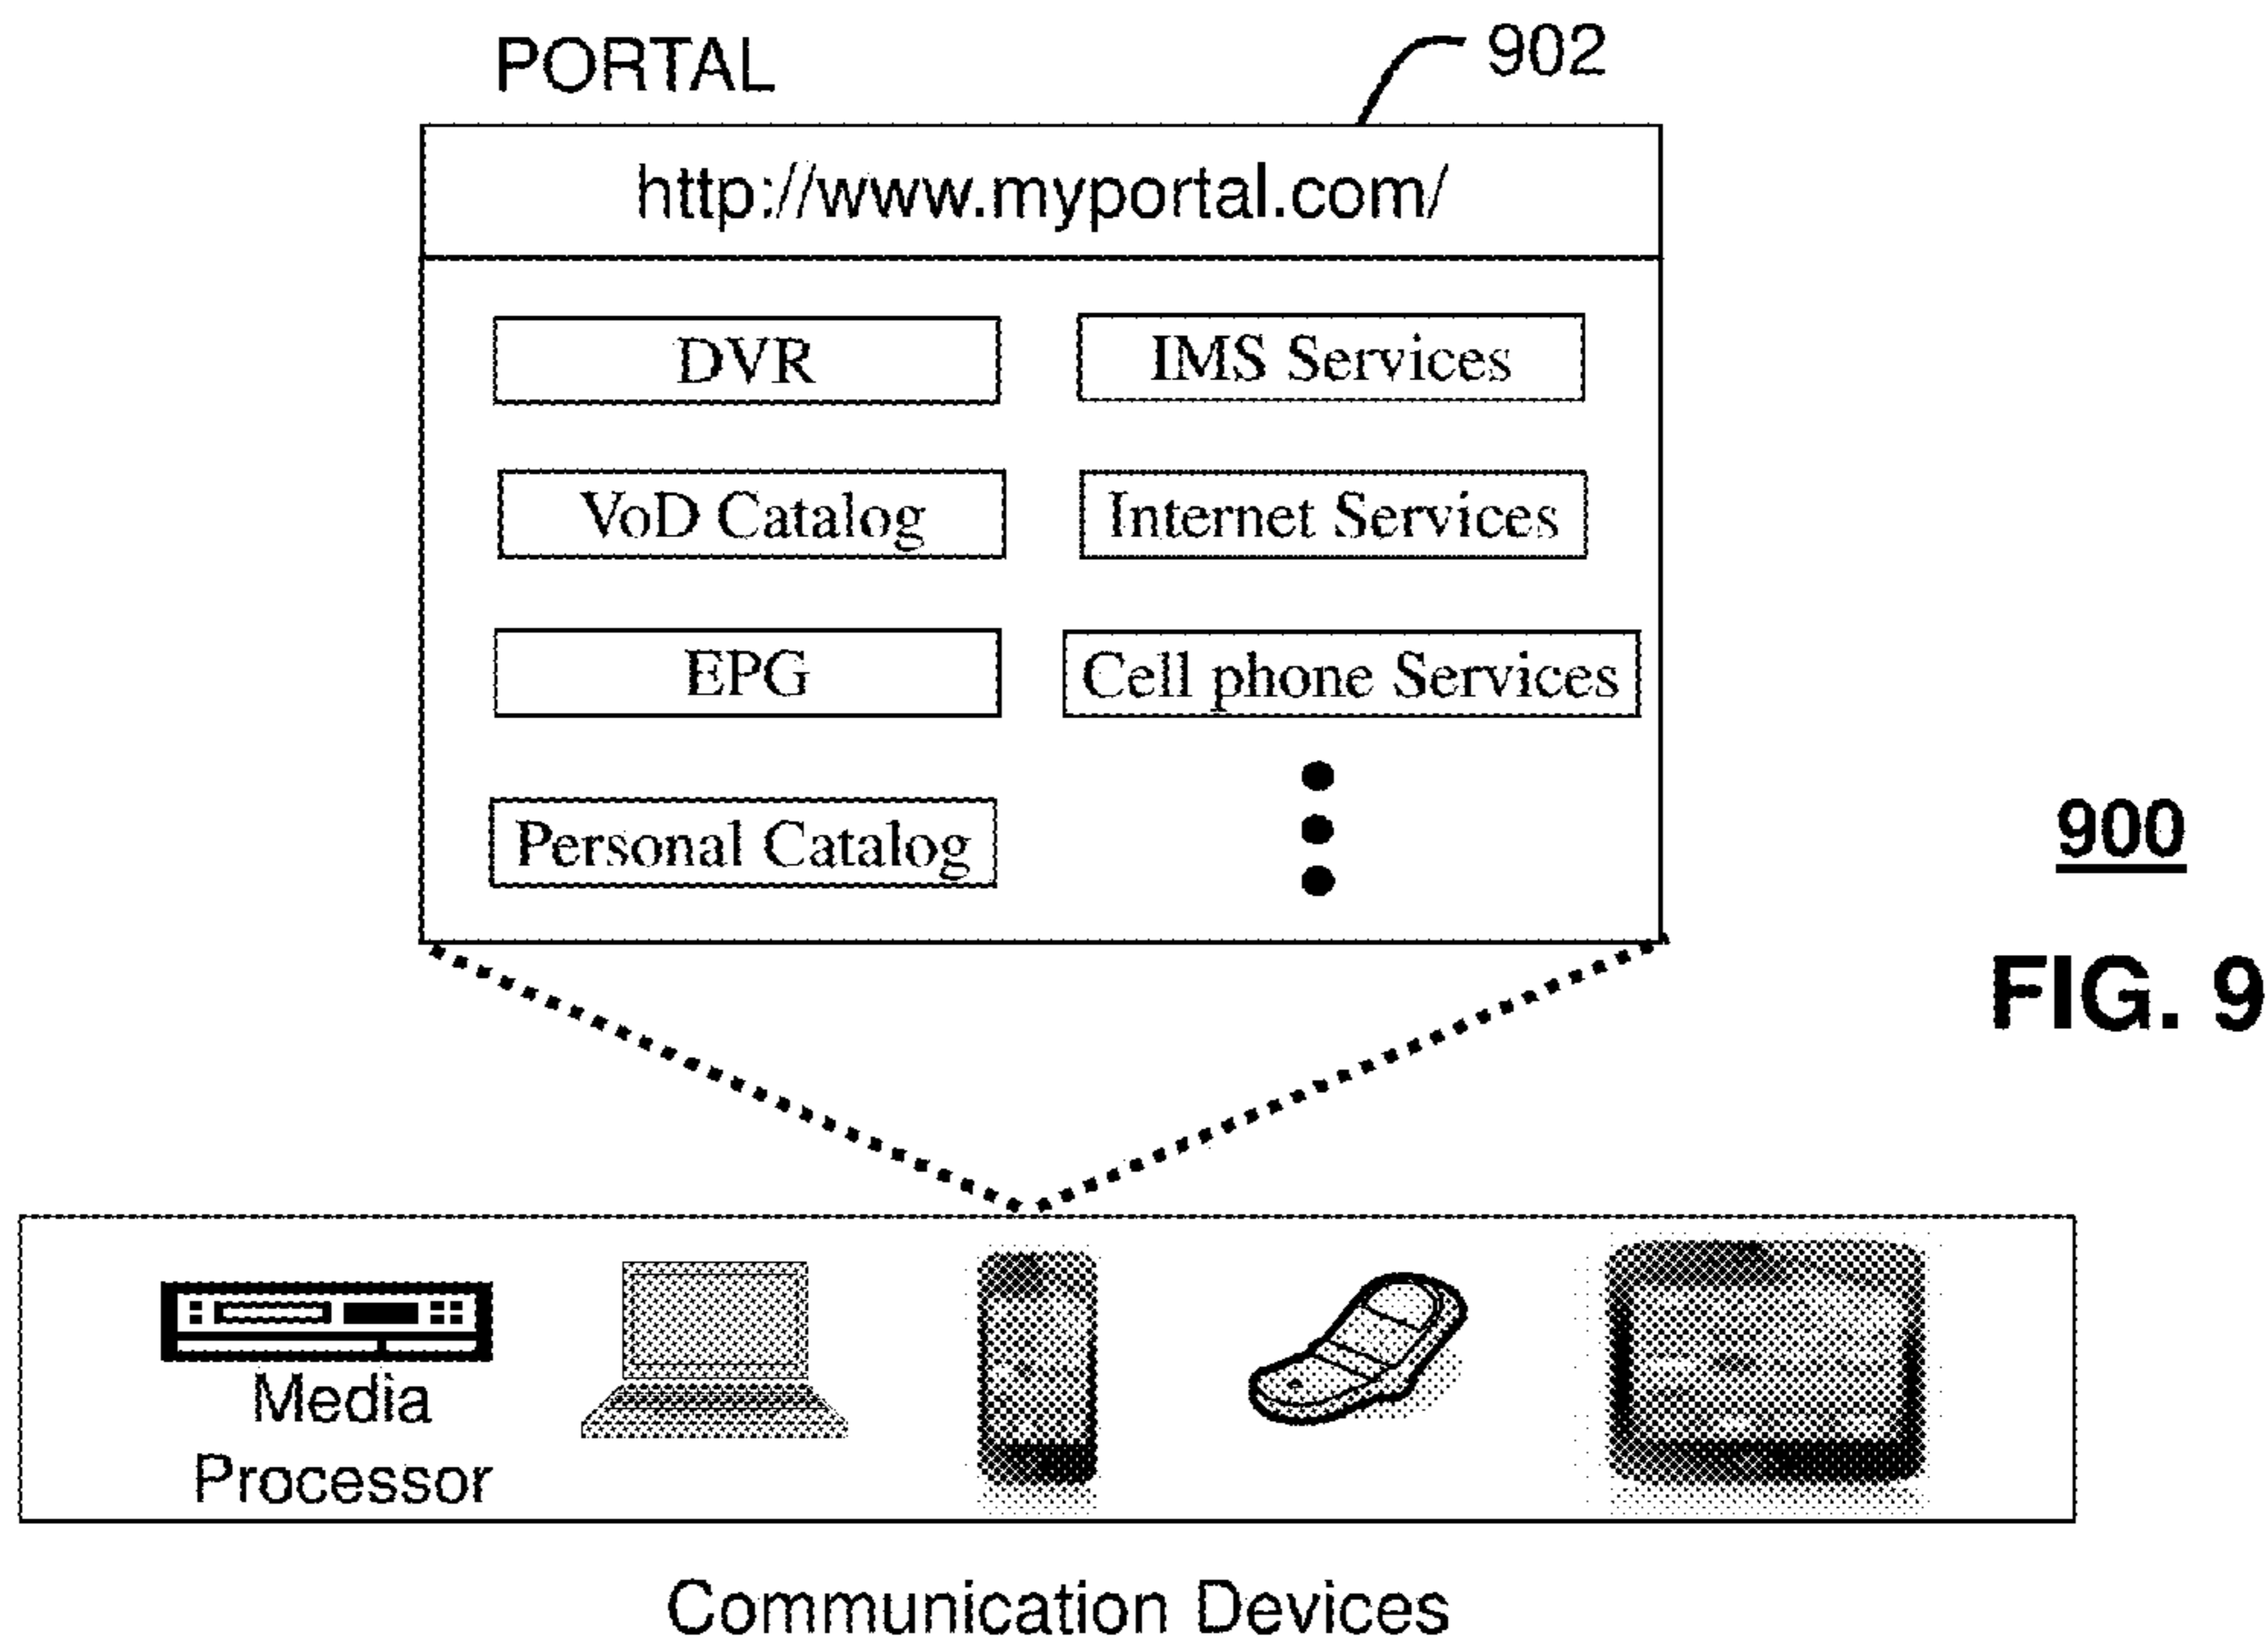 PORTAL
902
http://www.myportal.com/
DVR
IMS Services
VoD Catalog
Internet Services
EPG
Cell phone Services
Personal Catalog
900
FIG. 9
Media
Processor
Communication Devices